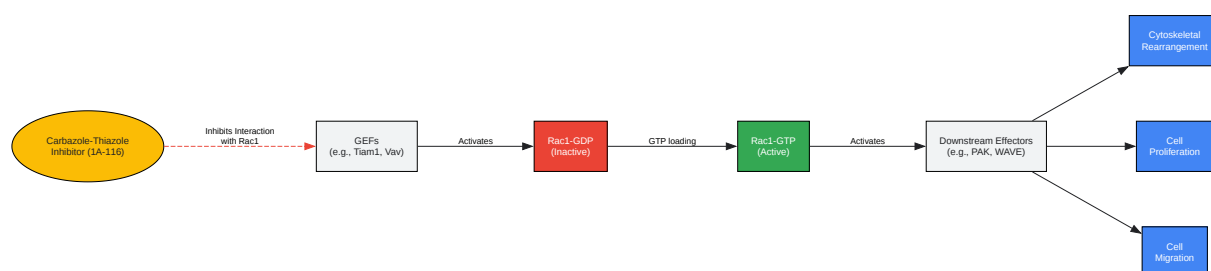 Carbazole-Thiazole
Inhibitor (1A-116)
Inhibits Interaction
with Rac1
GEFs
(e.g., Tiam1, Vav)
Activates
Rac1-GDP
(Inactive)
GTP loading
Rac1-GTP
(Active)
Activates
Downstream Effectors
(e.g., PAK, WAVE)
Cytoskeletal
Rearrangement
Cell
Proliferation
Cell
Migration